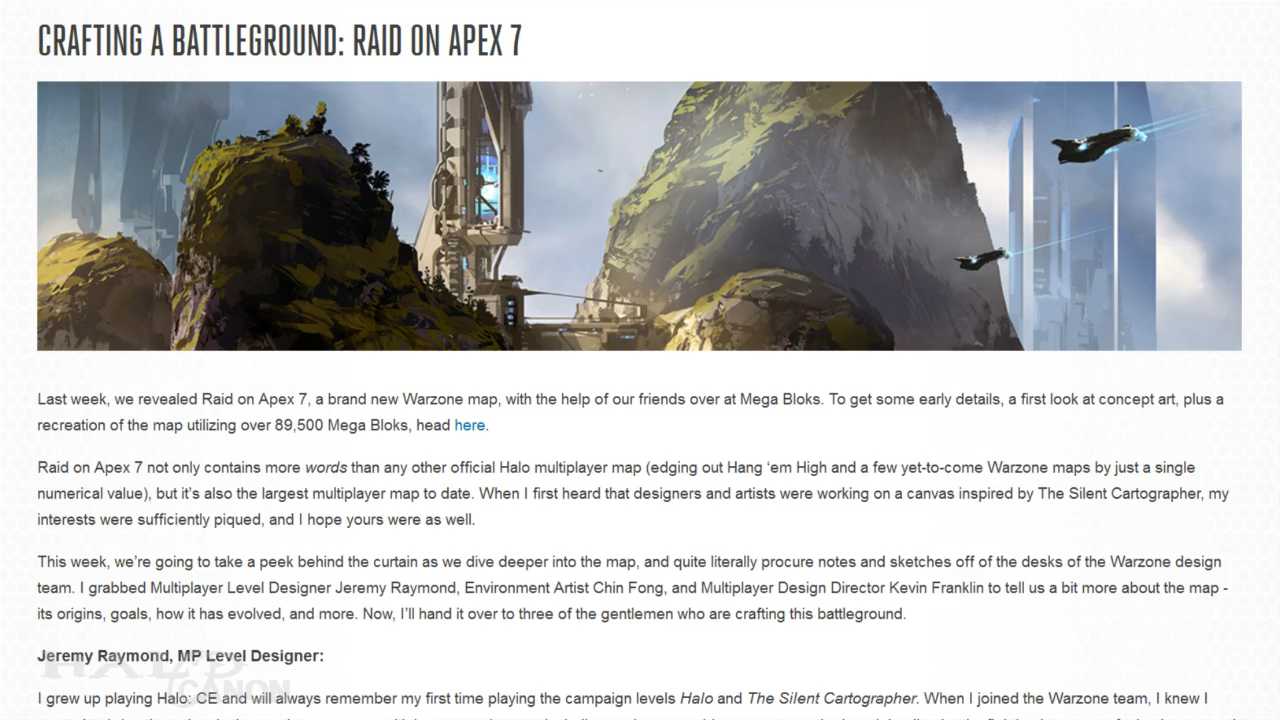 CRAFTING A BATTLEGROUND: RAID ON APEX 7
Last week, we revealed Raid on Apex 7, a brand new Warzone map, with the help of our friends over at Mega Bloks. To get some early details, a first look at concept art, plus a
recreation of the map utilizing over 89,500 Mega Bloks, head here.
Raid on Apex 7 not only contains more words than any other official Halo multiplayer map (edging out Hang ‘em High and a few yet-to-come Warzone maps by just a single
numerical value), but it’s also the largest multiplayer map to date. When I first heard that designers and artists were working on a canvas inspired by The Silent Cartographer, my
interests were sufficiently piqued, and I hope yours were as well.
This week, we’re going to take a peek behind the curtain as we dive deeper into the map, and quite literally procure notes and sketches off of the desks of the Warzone design
team. I grabbed Multiplayer Level Designer Jeremy Raymond, Environment Artist Chin Fong, and Multiplayer Design Director Kevin Franklin to tell us a bit more about the map -
its origins, goals, how it has evolved, and more. Now, I’ll hand it over to three of the gentlemen who are crafting this battleground.
Jeremy Raymond, MP Level Designer:
HALO
CANON
I grew up playing Halo: CE and will always remember my first time playing the campaign levels Halo and The Silent Cartographer. When I joined the Warzone team, I knew I